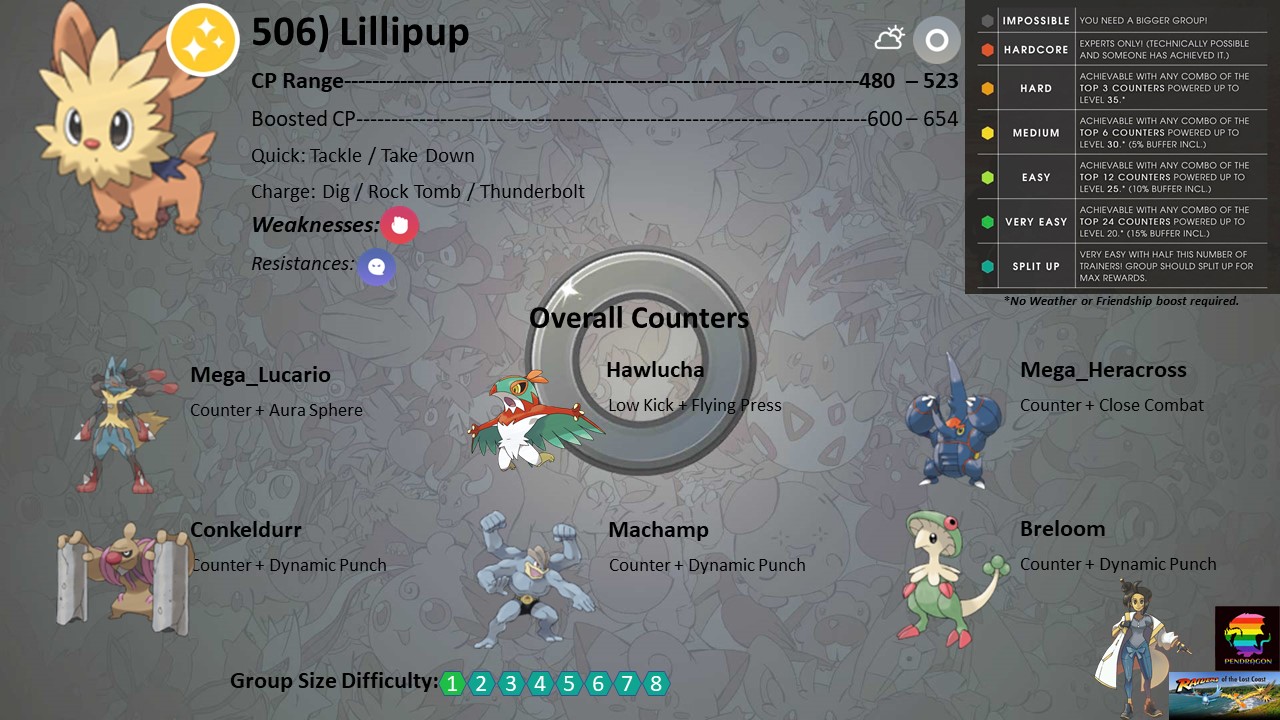 506) Lillipup
CP Range-------------------------------------------------------------------------------480 – 523
Boosted CP-------------------------------------------------------------------------------600 – 654
Quick: Tackle / Take Down
Charge: Dig / Rock Tomb / Thunderbolt
Weaknesses:
Resistances:
IMPOSSIBLE YOU NEED A BIGGER GROUP!
HARDCORE EXPERTS ONLY! (TECHNICALLY POSSIBLE
AND SOMEONE HAS ACHIEVED IT.)
HARD ACHIEVABLE WITH ANY COMBO OF THE
TOP 3 COUNTERS POWERED UP TO
LEVEL 35.*
MEDIUM ACHIEVABLE WITH ANY COMBO OF THE
TOP 6 COUNTERS POWERED UP TO
LEVEL 30.* (5% BUFFER INCL.)
EASY ACHIEVABLE WITH ANY COMBO OF THE
TOP 12 COUNTERS POWERED UP TO
LEVEL 25.* (10% BUFFER INCL.)
VERY EASY ACHIEVABLE WITH ANY COMBO OF THE
TOP 24 COUNTERS POWERED UP TO
LEVEL 20.* (15% BUFFER INCL.)
SPLIT UP VERY EASY WITH HALF THIS NUMBER OF
TRAINERS! GROUP SHOULD SPLIT UP FOR
MAX REWARDS.
*No Weather or Friendship boost required.
Overall Counters
Mega_Lucario
Counter + Aura Sphere
Hawlucha
Low Kick + Flying Press
Mega_Heracross
Counter + Close Combat
Conkeldurr
Counter + Dynamic Punch
Machamp
Counter + Dynamic Punch
Breloom
Counter + Dynamic Punch
Group Size Difficulty: 1 2 3 4 5 6 7 8
PENDRAGON
RAIDERS of the Lost Coast